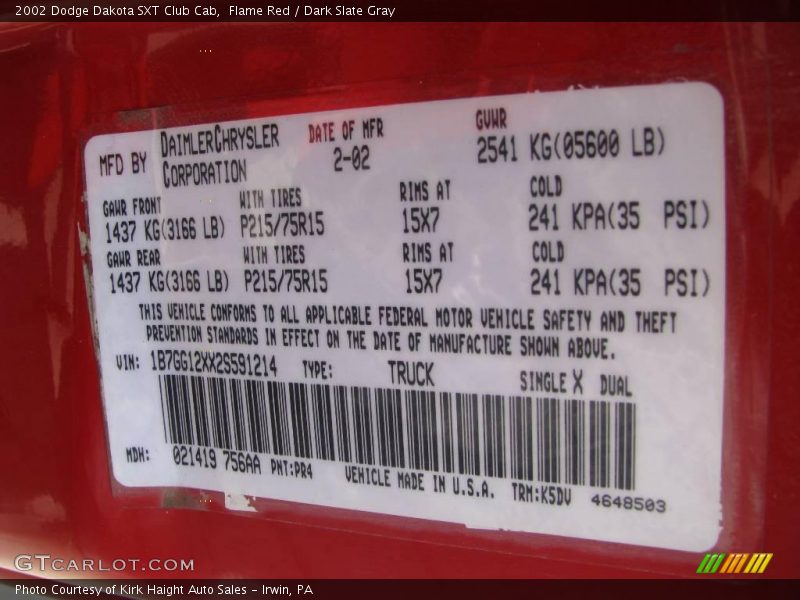 2002 Dodge Dakota SXT Club Cab,  Flame Red / Dark Slate Gray
MFD BY DAIMLERCHRYSLER CORPORATION DATE OF MFR 2-02 GVWR 2541 KG(05600 LB)
GAWR FRONT WITH TIRES RIMS AT COLD
1437 KG(3166 LB) P215/75R15 15X7 241 KPA(35 PSI)
GAWR REAR WITH TIRES RIMS AT COLD
1437 KG(3166 LB) P215/75R15 15X7 241 KPA(35 PSI)
THIS VEHICLE CONFORMS TO ALL APPLICABLE FEDERAL MOTOR VEHICLE SAFETY AND THEFT
PREVENTION STANDARDS IN EFFECT ON THE DATE OF MANUFACTURE SHOWN ABOVE.
VIN: 1B7GG12XX2S591214 TYPE: TRUCK SINGLE X DUAL
MDH: 021419 756AA PNT:PR4 VEHICLE MADE IN U.S.A. TRM:K5DV 4648503
GTCARLOT.COM
Photo Courtesy of Kirk Haight Auto Sales - Irwin, PA